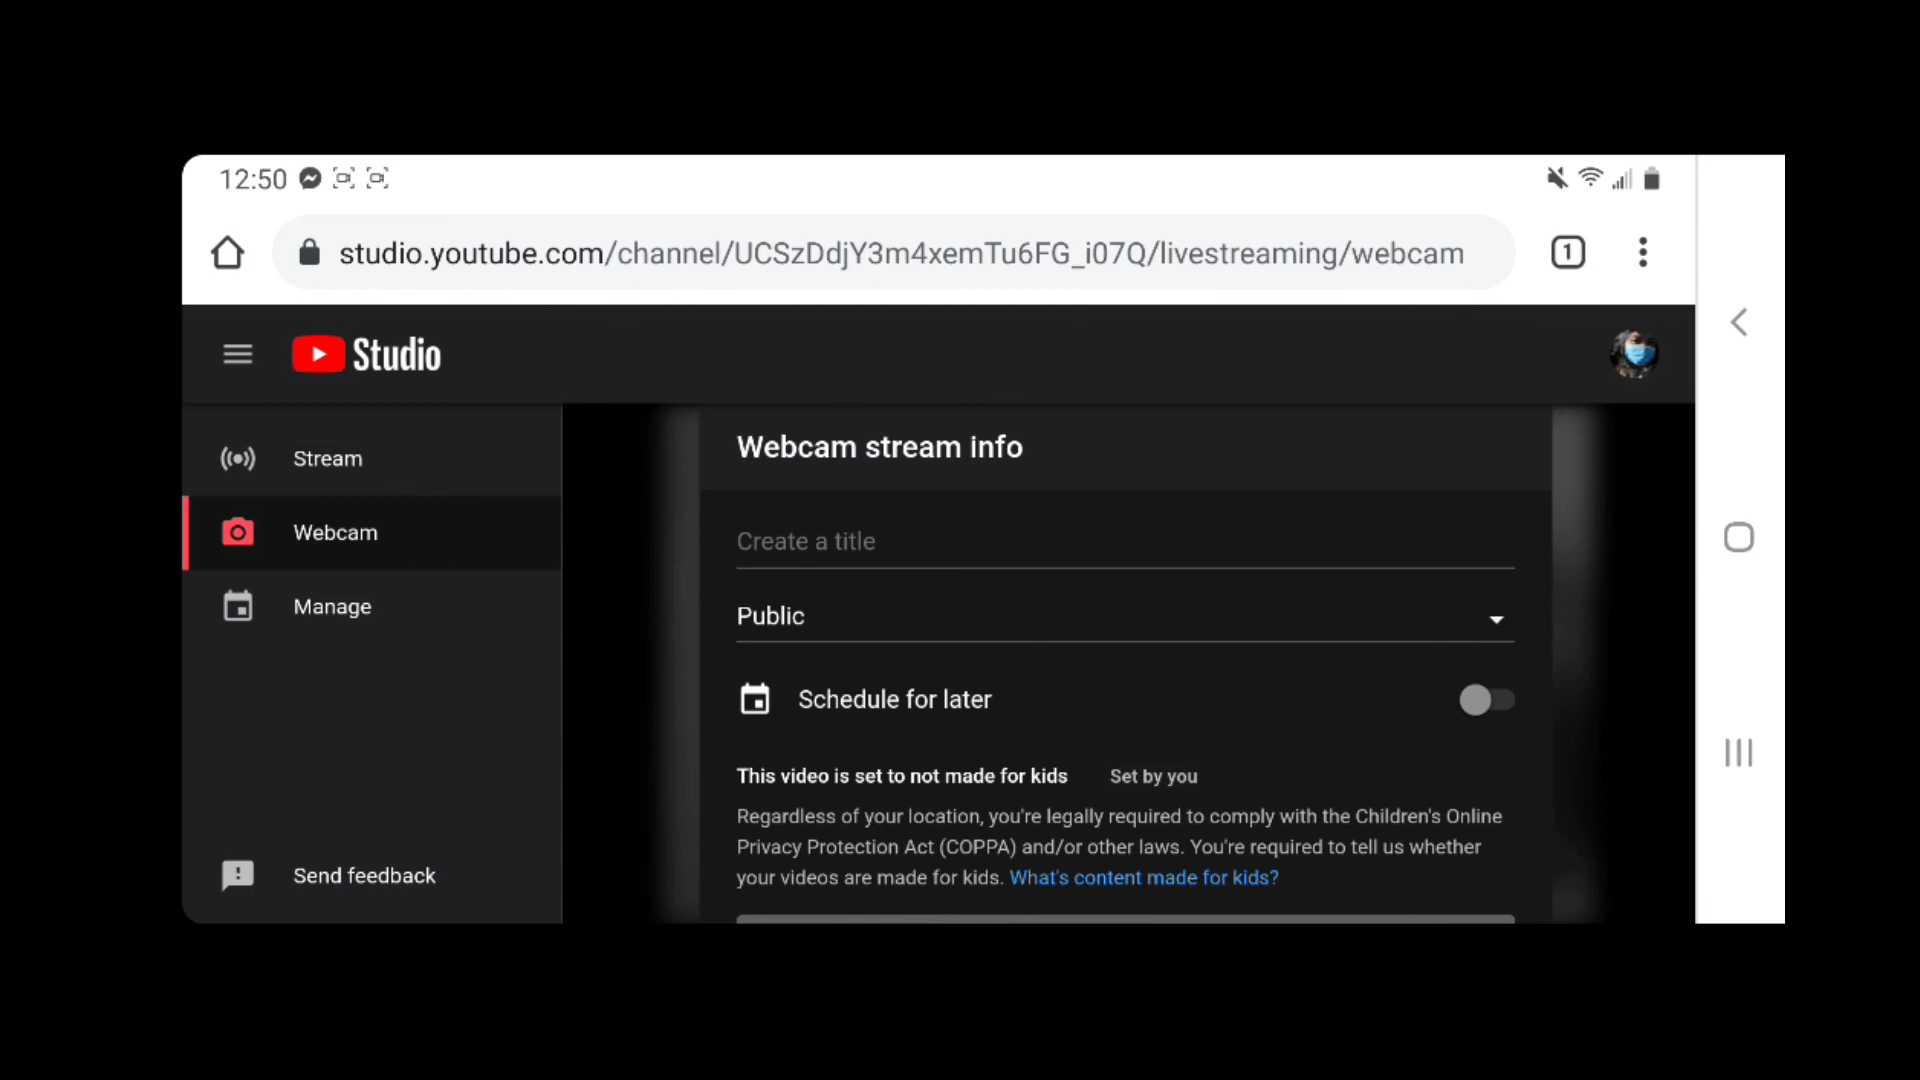 12:50
studio.youtube.com/channel/UCSzDdjY3m4xemTu6FG_i07Q/livestreaming/webcam
1
Studio
Stream
Webcam
Manage
Send feedback
Webcam stream info
Create a title
Public
Schedule for later
This video is set to not made for kids Set by you
Regardless of your location, you're legally required to comply with the Children's Online
Privacy Protection Act (COPPA) and/or other laws. You're required to tell us whether
your videos are made for kids. What's content made for kids?